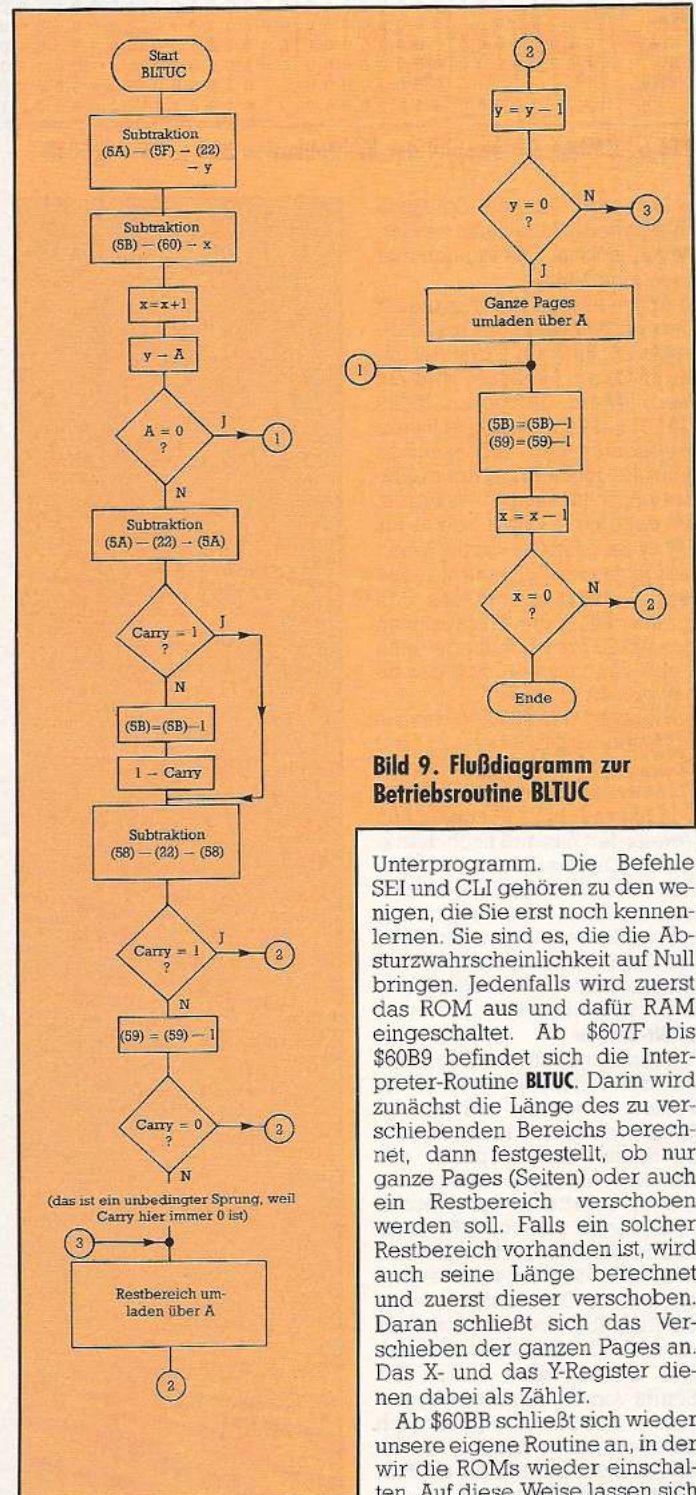 Start
BLTUC
Subtraktion
(5A) — (5F) → (22)
→ y
Subtraktion
(5B) — (60) → x
x=x+1
y → A
A = 0
?
J
1
N
Subtraktion
(5A) — (22) → (5A)
Carry = 1
?
J
N
(5B)=(5B)—1
1 → Carry
Subtraktion
(58) — (22) → (58)
Carry = 1
?
J
2
N
(59) = (59) — 1
Carry = 0
?
2
N
(das ist ein unbedingter Sprung, weil
Carry hier immer 0 ist)
3
Restbereich um-
laden über A
2
2
y = y — 1
y = 0
?
N
3
J
Ganze Pages
umladen über A
1
(5B)=(5B)—1
(59)=(59)—1
x = x — 1
x = 0
?
N
2
Ende
Bild 9. Flußdiagramm zur
Betriebsroutine BLTUC
Unterprogramm. Die Befehle
SEI und CLI gehören zu den we-
nigen, die Sie erst noch kennen-
lernen. Sie sind es, die die Ab-
sturzwahrscheinlichkeit auf Null
bringen. Jedenfalls wird zuerst
das ROM aus und dafür RAM
eingeschaltet. Ab $607F bis
$60B9 befindet sich die Inter-
preter-Routine BLTUC. Darin wird
zunächst die Länge des zu ver-
schiebenden Bereichs berech-
net, dann festgestellt, ob nur
ganze Pages (Seiten) oder auch
ein Restbereich verschoben
werden soll. Falls ein solcher
Restbereich vorhanden ist, wird
auch seine Länge berechnet
und zuerst dieser verschoben.
Daran schließt sich das Ver-
schieben der ganzen Pages an.
Das X- und das Y-Register die-
nen dabei als Zähler.
Ab $60BB schließt sich wieder
unsere eigene Routine an, in der
wir die ROMs wieder einschal-
ten. Auf diese Weise lassen sich